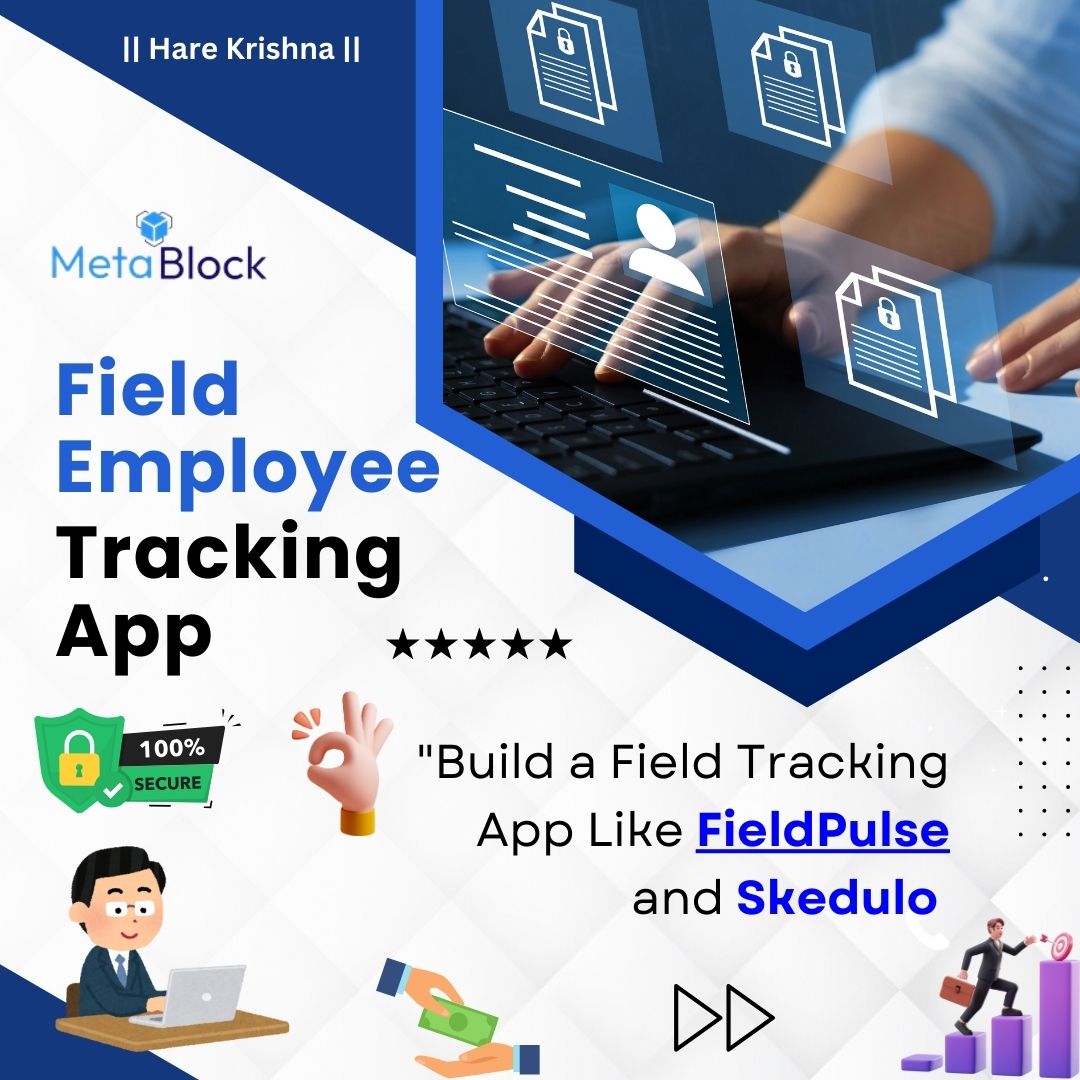 || Hare Krishna ||
MetaBlock
Field
Employee
Tracking
App
★★★★★
100%
SECURE
"Build a Field Tracking
App Like FieldPulse
and Skedulo